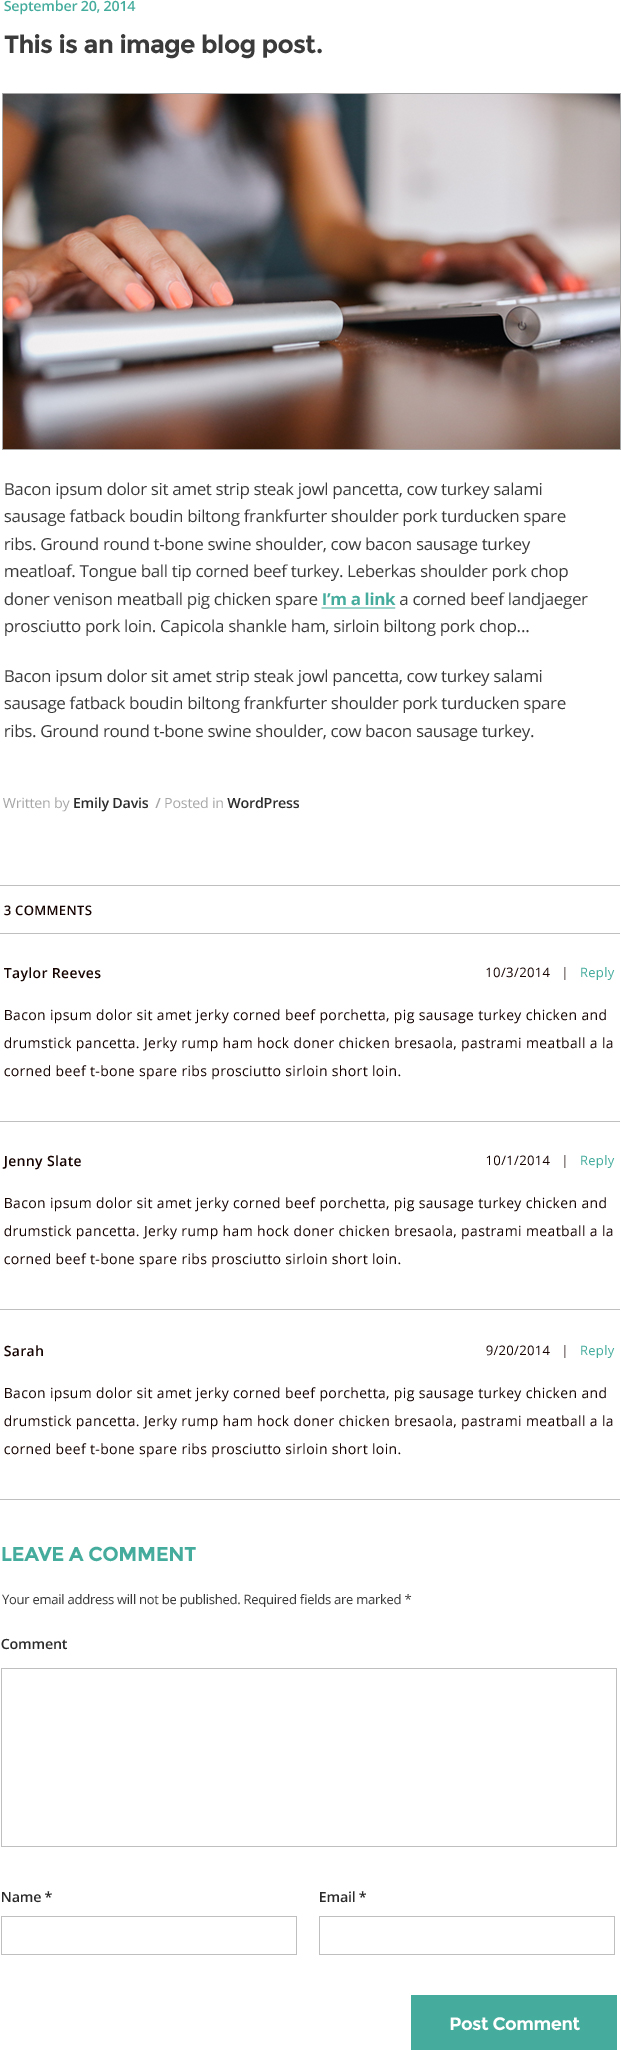 September 20, 2014
This is an image blog post.
Bacon ipsum dolor sit amet strip steak jowl pancetta, cow turkey salami
sausage fatback boudin biltong frankfurter shoulder pork turducken spare
ribs. Ground round t-bone swine shoulder, cow bacon sausage turkey
meatloaf. Tongue ball tip corned beef turkey. Leberkas shoulder pork chop
doner venison meatball pig chicken spare I'm a link a corned beef landjaeger
prosciutto pork loin. Capicola shankle ham, sirloin biltong pork chop...
Bacon ipsum dolor sit amet strip steak jowl pancetta, cow turkey salami
sausage fatback boudin biltong frankfurter shoulder pork turducken spare
ribs. Ground round t-bone swine shoulder, cow bacon sausage turkey.
Written by Emily Davis / Posted in WordPress
3 COMMENTS
Taylor Reeves 10/3/2014 | Reply
Bacon ipsum dolor sit amet jerky corned beef porchetta, pig sausage turkey chicken and
drumstick pancetta. Jerky rump ham hock doner chicken bresaola, pastrami meatball a la
corned beef t-bone spare ribs prosciutto sirloin short loin.
Jenny Slate 10/1/2014 | Reply
Bacon ipsum dolor sit amet jerky corned beef porchetta, pig sausage turkey chicken and
drumstick pancetta. Jerky rump ham hock doner chicken bresaola, pastrami meatball a la
corned beef t-bone spare ribs prosciutto sirloin short loin.
Sarah 9/20/2014 | Reply
Bacon ipsum dolor sit amet jerky corned beef porchetta, pig sausage turkey chicken and
drumstick pancetta. Jerky rump ham hock doner chicken bresaola, pastrami meatball a la
corned beef t-bone spare ribs prosciutto sirloin short loin.
LEAVE A COMMENT
Your email address will not be published. Required fields are marked *
Comment
Name * Email *
Post Comment